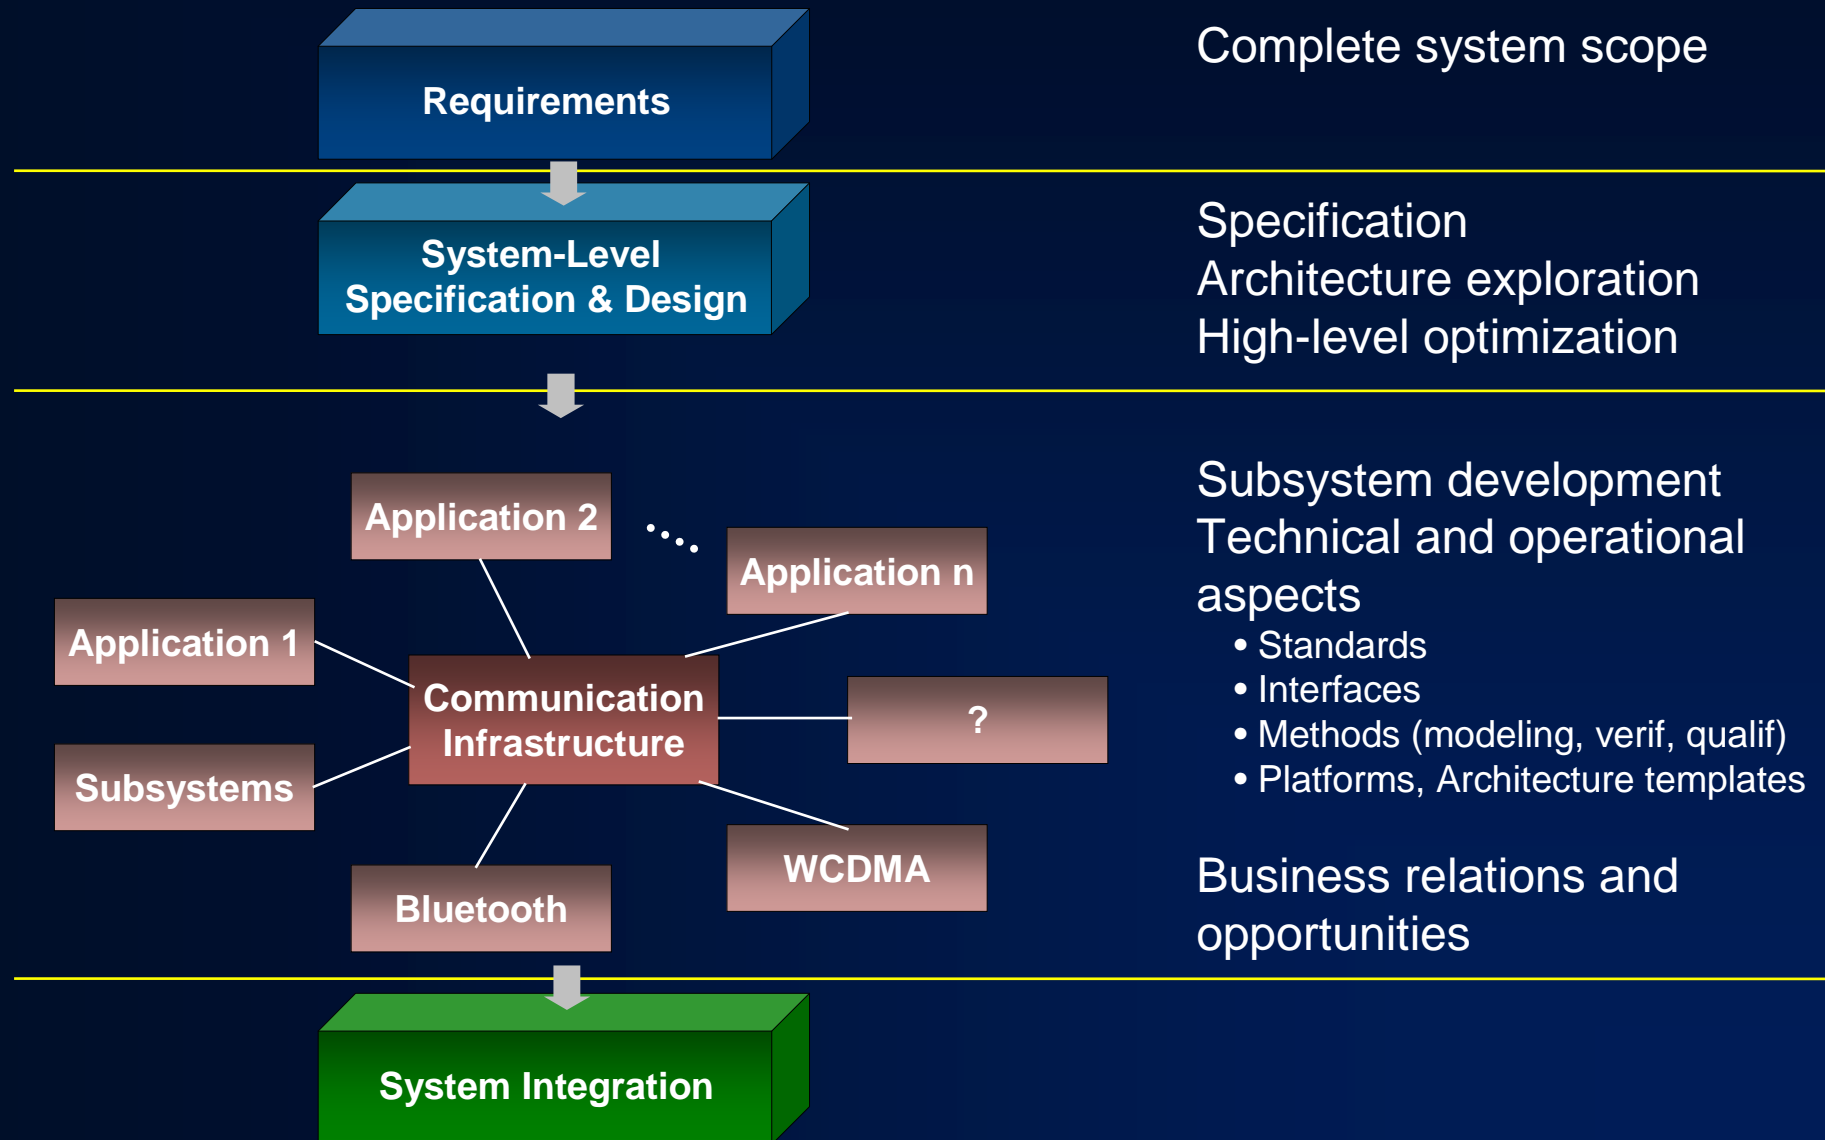 Requirements
Complete system scope
System-Level
Specification & Design
Specification
Architecture exploration
High-level optimization
Application 2
Application n
Application 1
Communication
Infrastructure
?
Subsystems
WCDMA
Bluetooth
Subsystem development
Technical and operational
aspects
• Standards
• Interfaces
• Methods (modeling, verif, qualif)
• Platforms, Architecture templates
Business relations and
opportunities
System Integration